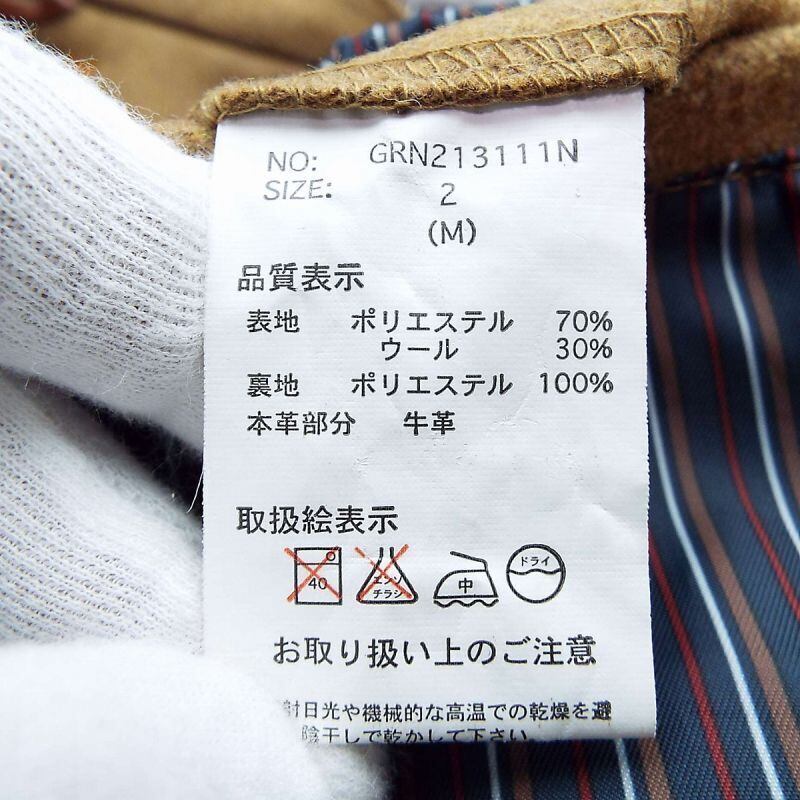 NO: GRN213111N
SIZE: 2
(M)
品質表示
表地 ポリエステル 70%
ウール 30%
裏地 ポリエステル 100%
本革部分 牛革
取扱絵表示
40 エンソ 中 ドライ
チラシ
お取り扱い上のご注意
射日光や機械的な高温での乾燥を避
陰干しで乾かして下さい。